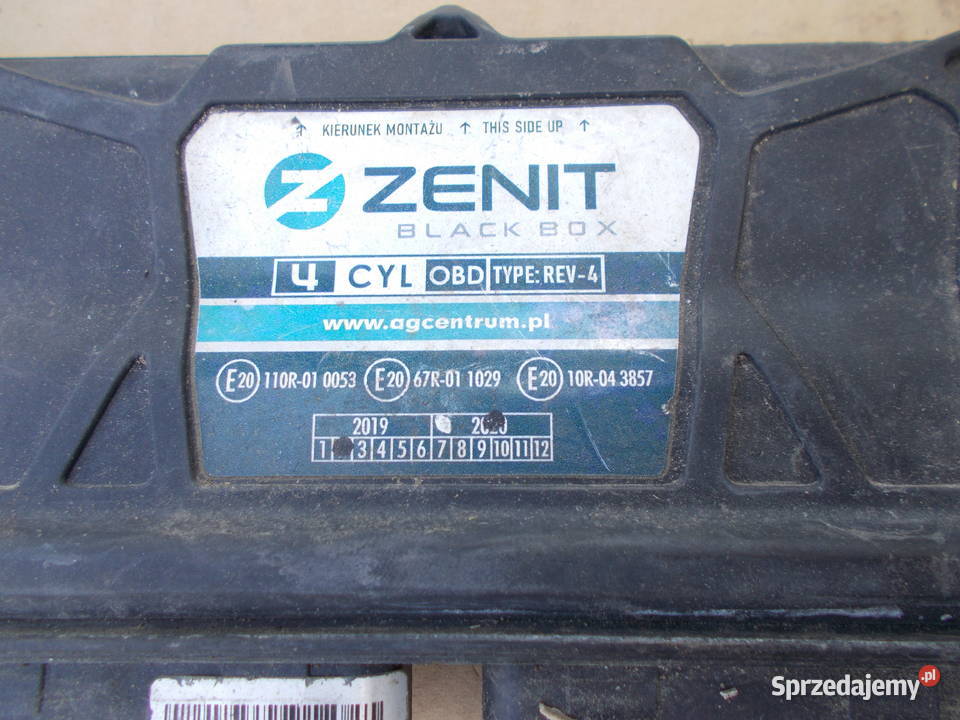 ↑ KIERUNEK MONTAŻU ↑ THIS SIDE UP ↑
Z ZENIT
BLACK BOX
4 CYL OBD TYPE: REV-4
www.agcentrum.pl
E20 110R-01 0053 E20 67R-01 1029 E20 10R-04 3857
2019 2020
1 3 4 5 6 7 8 9 10 11 12
Sprzedajemy.pl